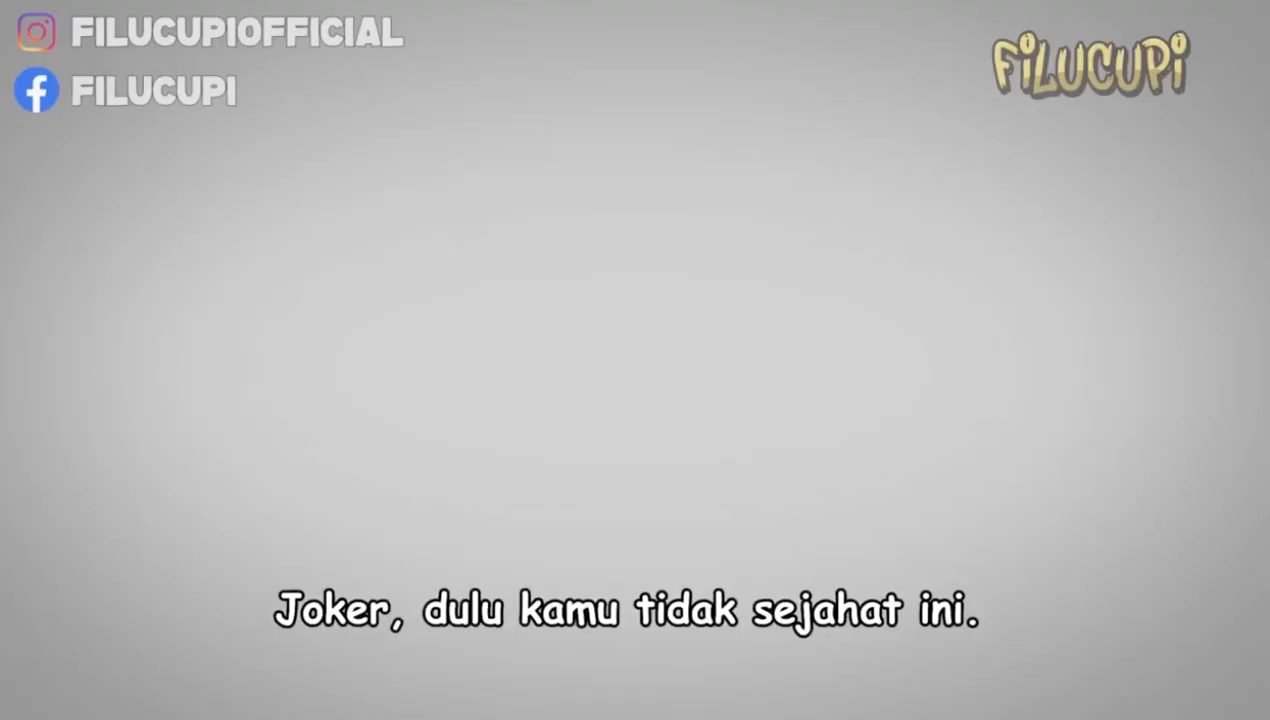 FILUCUPIOFFICIAL
FILUCUPI
FiLUCUPi
Joker, dulu kamu tidak sejahat ini.